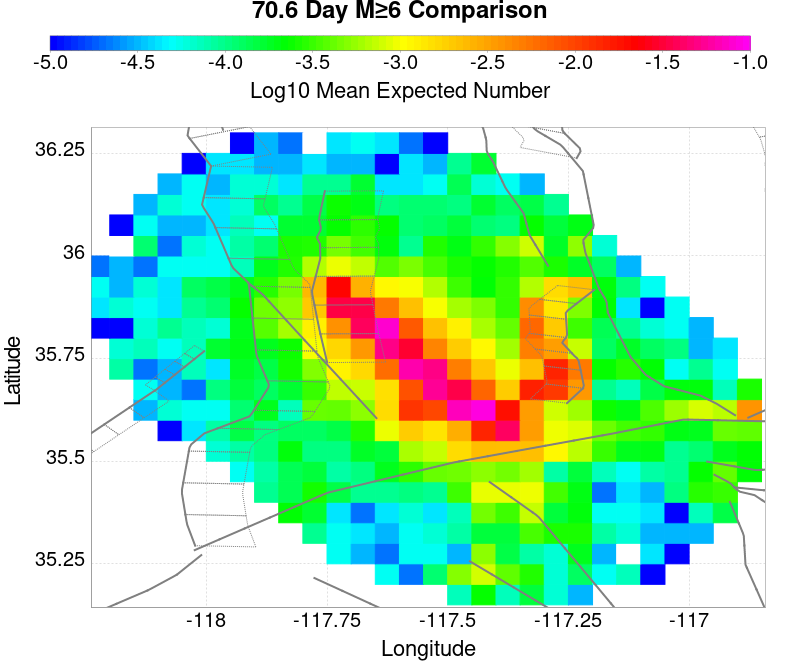 70.6 Day M≥6 Comparison
-5.0 -4.5 -4.0 -3.5 -3.0 -2.5 -2.0 -1.5 -1.0
Log10 Mean Expected Number
36.25
36
35.75
35.5
35.25
Latitude
-118 -117.75 -117.5 -117.25 -117
Longitude